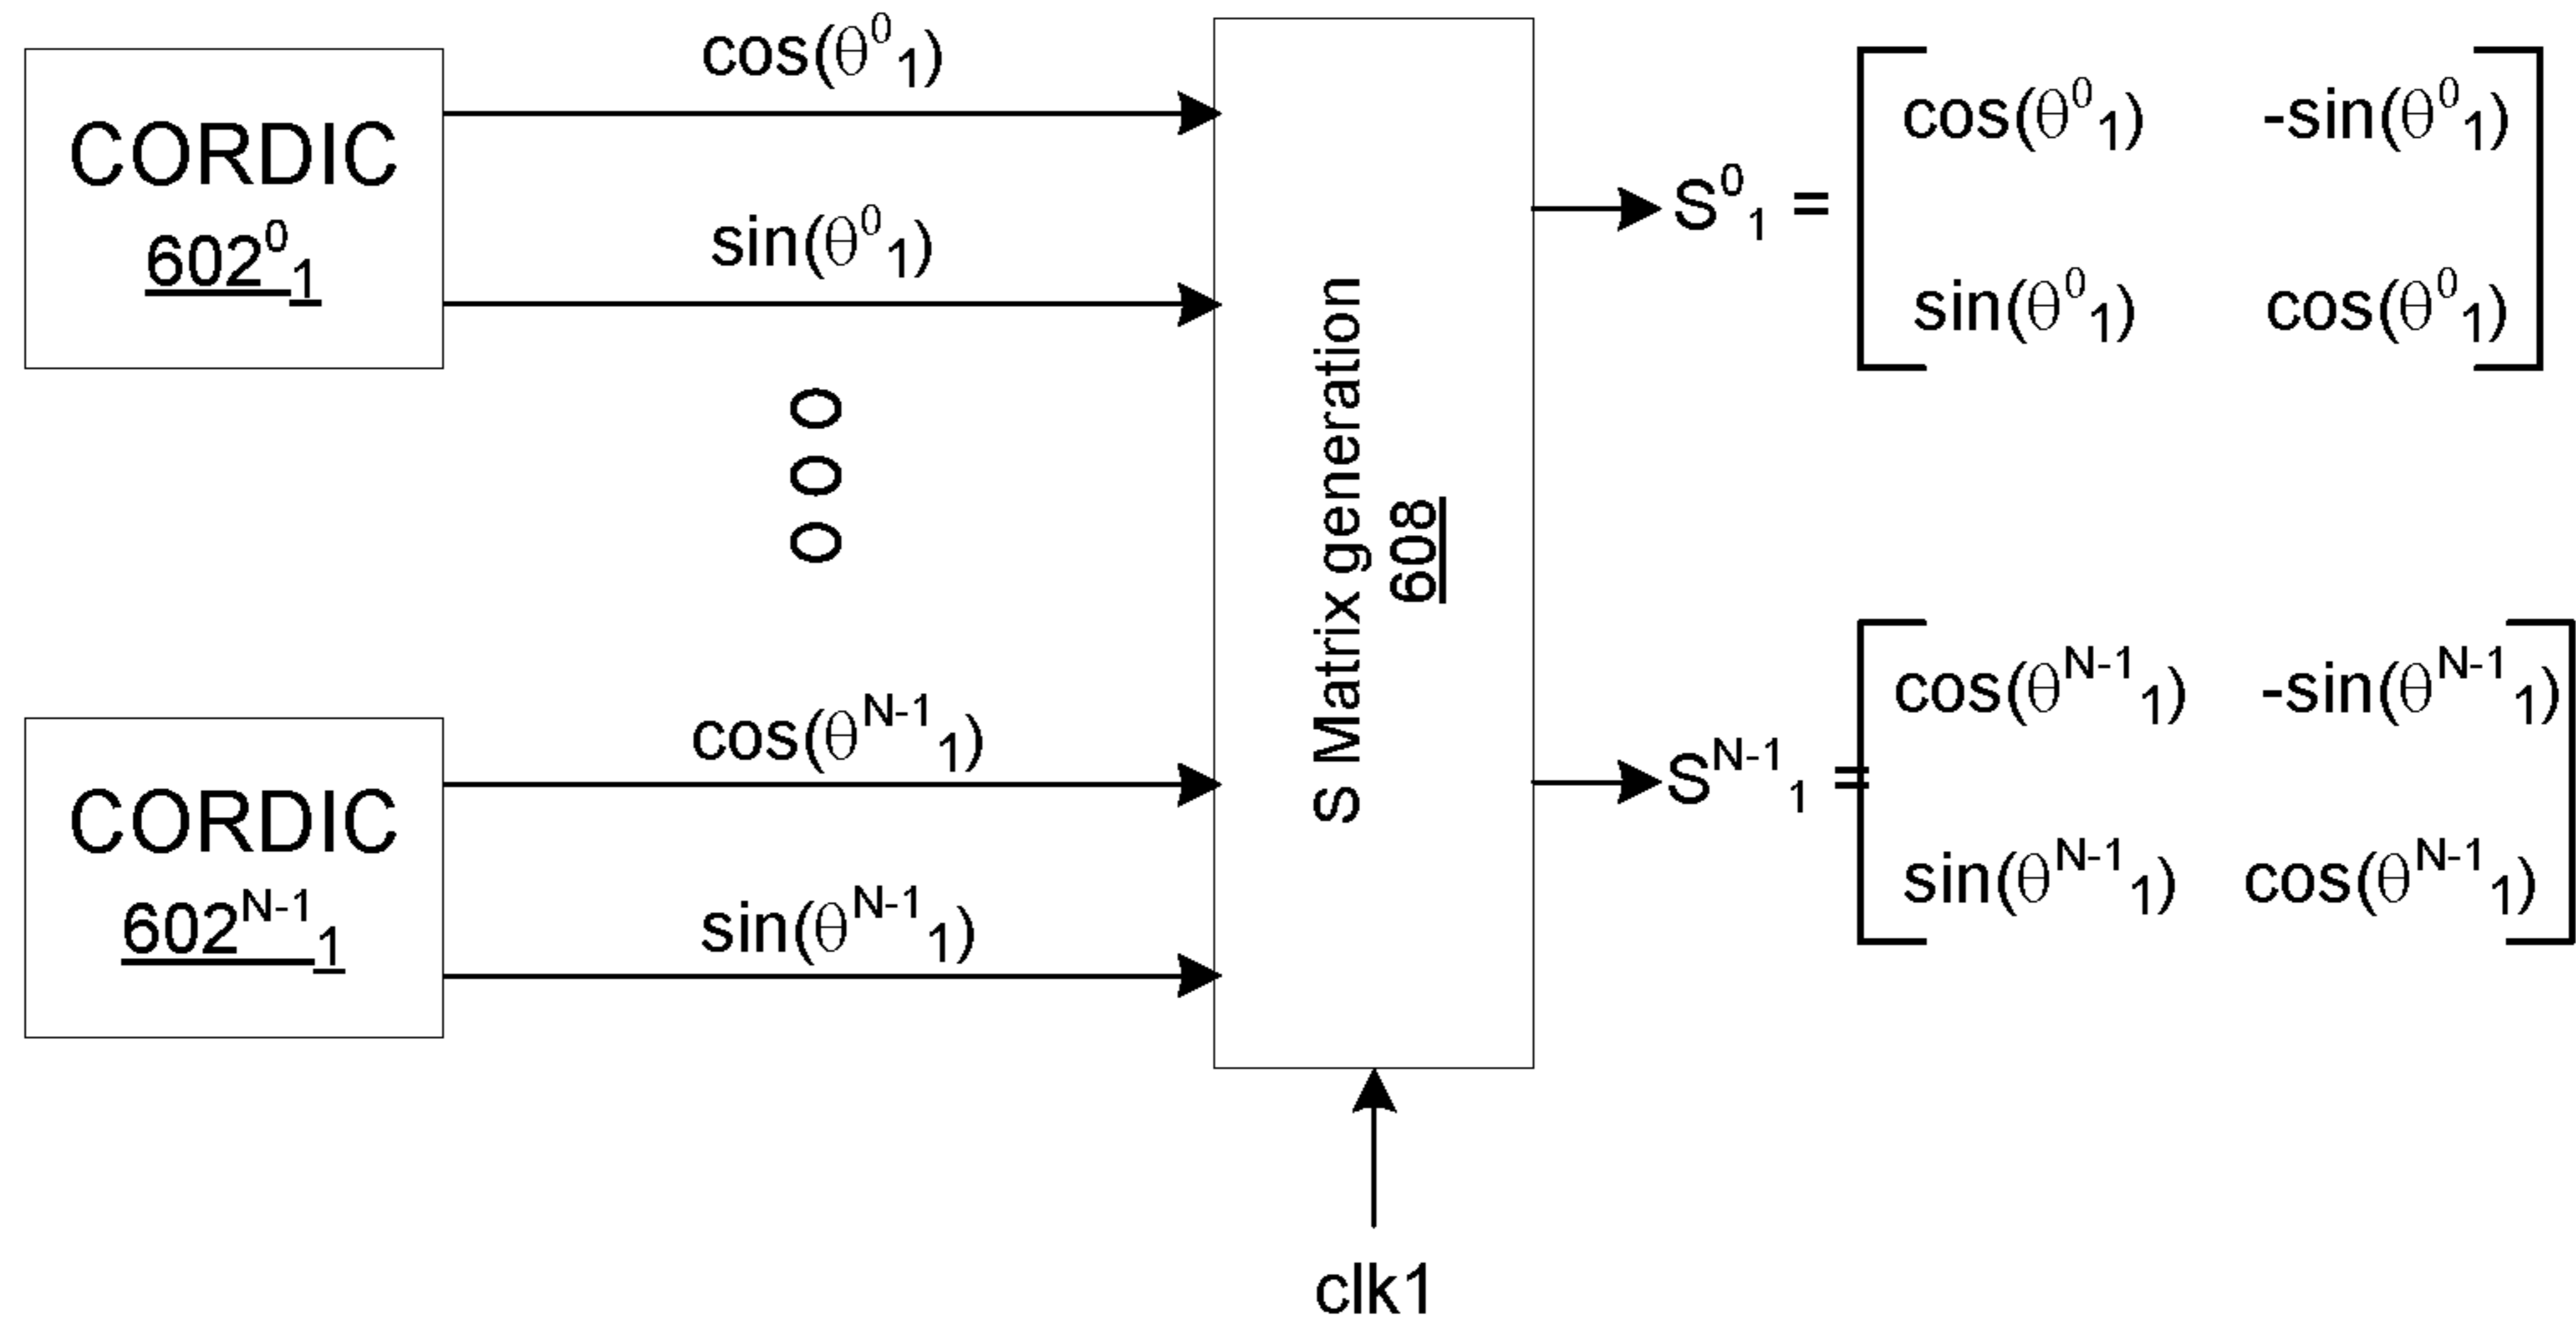 CORDIC
602⁰₁
cos(θ⁰₁)
sin(θ⁰₁)
O O O
CORDIC
602ᴺ⁻¹₁
cos(θᴺ⁻¹₁)
sin(θᴺ⁻¹₁)
S Matrix generation
608
clk1
S⁰₁ =
cos(θ⁰₁) -sin(θ⁰₁)
sin(θ⁰₁) cos(θ⁰₁)
Sᴺ⁻¹₁ =
cos(θᴺ⁻¹₁) -sin(θᴺ⁻¹₁)
sin(θᴺ⁻¹₁) cos(θᴺ⁻¹₁)